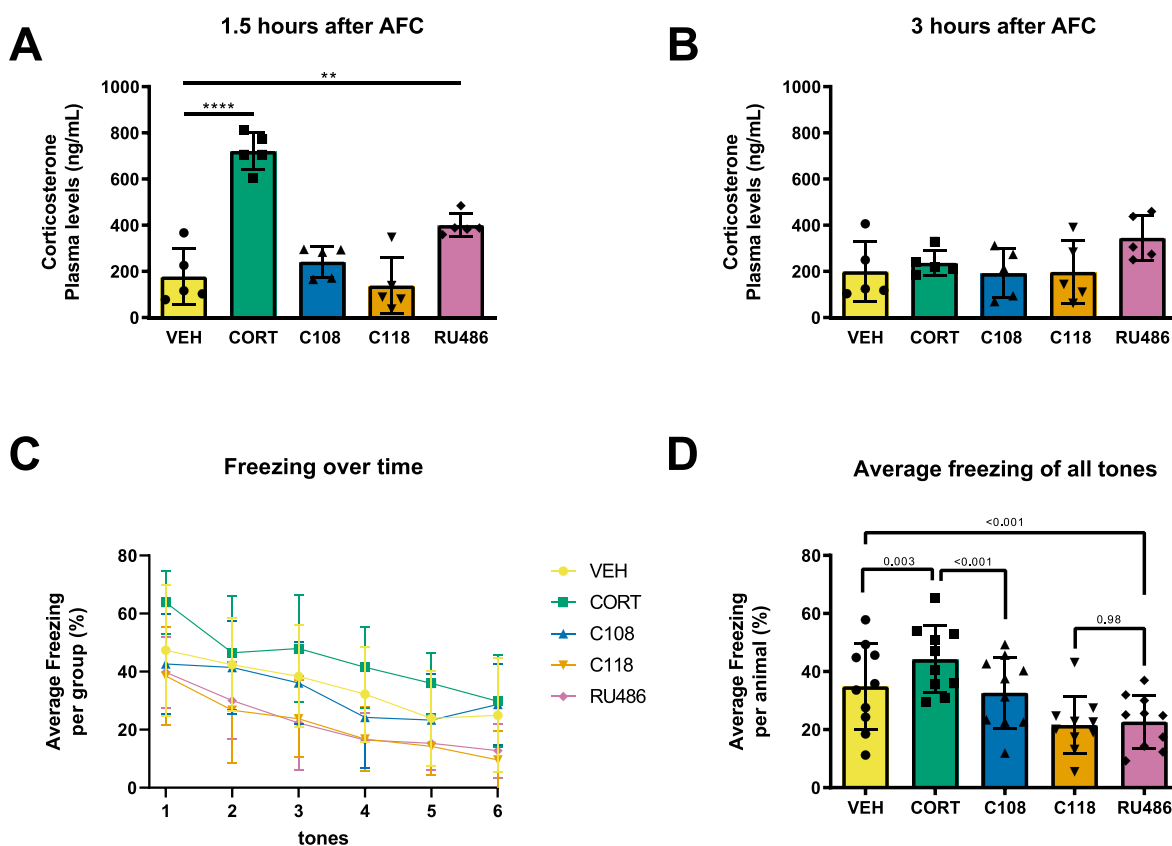 A
1.5 hours after AFC
Corticosterone
Plasma levels (ng/mL)
1000
800
600
400
200
0
**
****
VEH CORT C108 C118 RU486
B
3 hours after AFC
Corticosterone
Plasma levels (ng/mL)
1000
800
600
400
200
0
VEH CORT C108 C118 RU486
C
Freezing over time
Average Freezing
per group (%)
80
60
40
20
0
1 2 3 4 5 6
tones
VEH
CORT
C108
C118
RU486
D
Average freezing of all tones
Average Freezing
per animal (%)
80
60
40
20
0
<0.001
0.003 <0.001
0.98
VEH CORT C108 C118 RU486